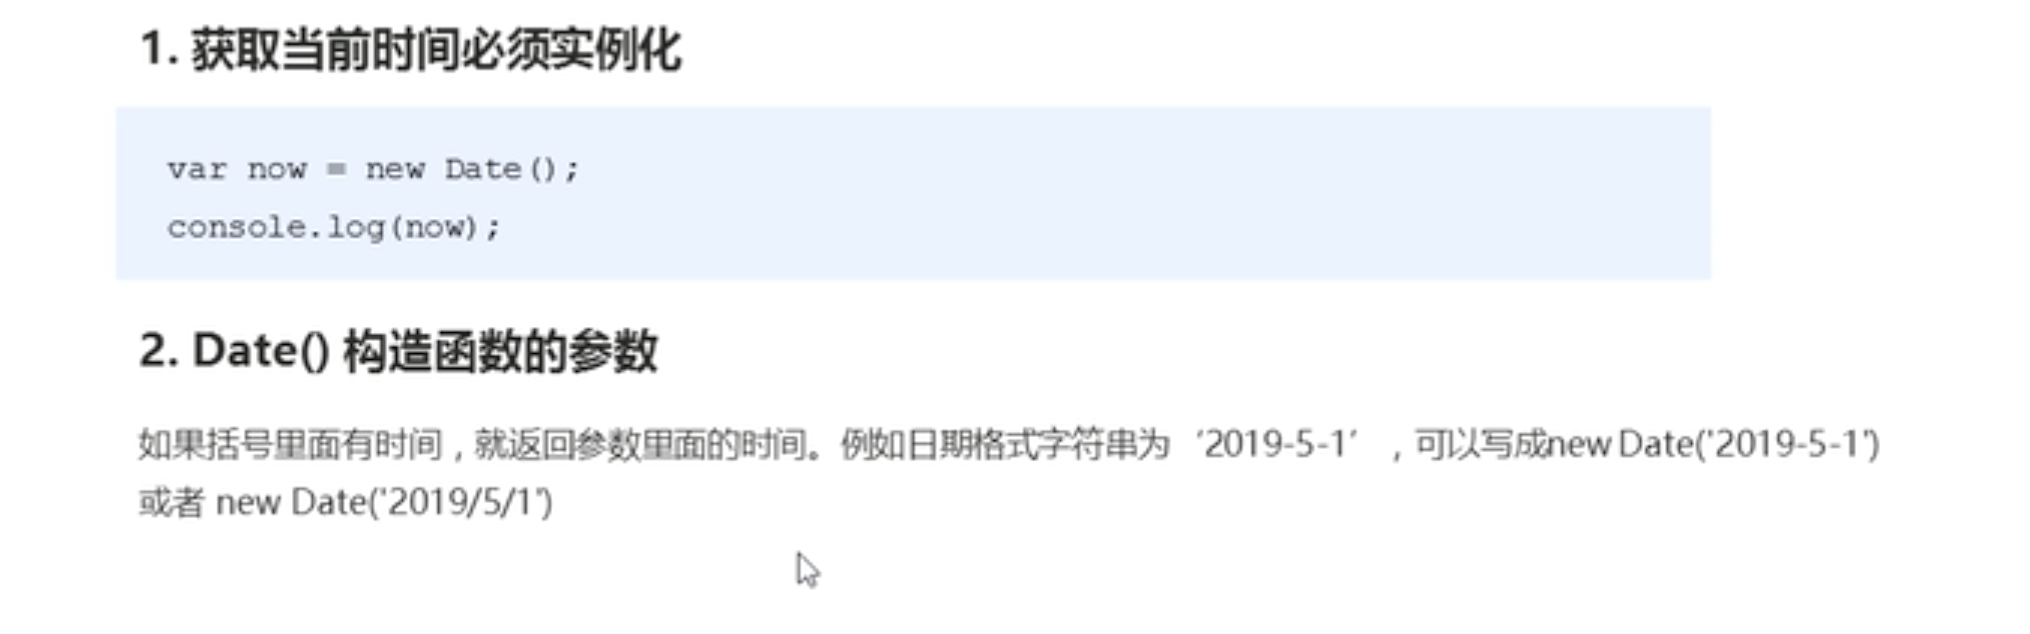 1. 获取当前时间必须实例化
var now = new Date();
console.log(now);
2. Date() 构造函数的参数
如果括号里面有时间，就返回参数里面的时间。例如日期格式字符串为‘2019-5-1’，可以写成new Date('2019-5-1')
或者 new Date('2019/5/1')